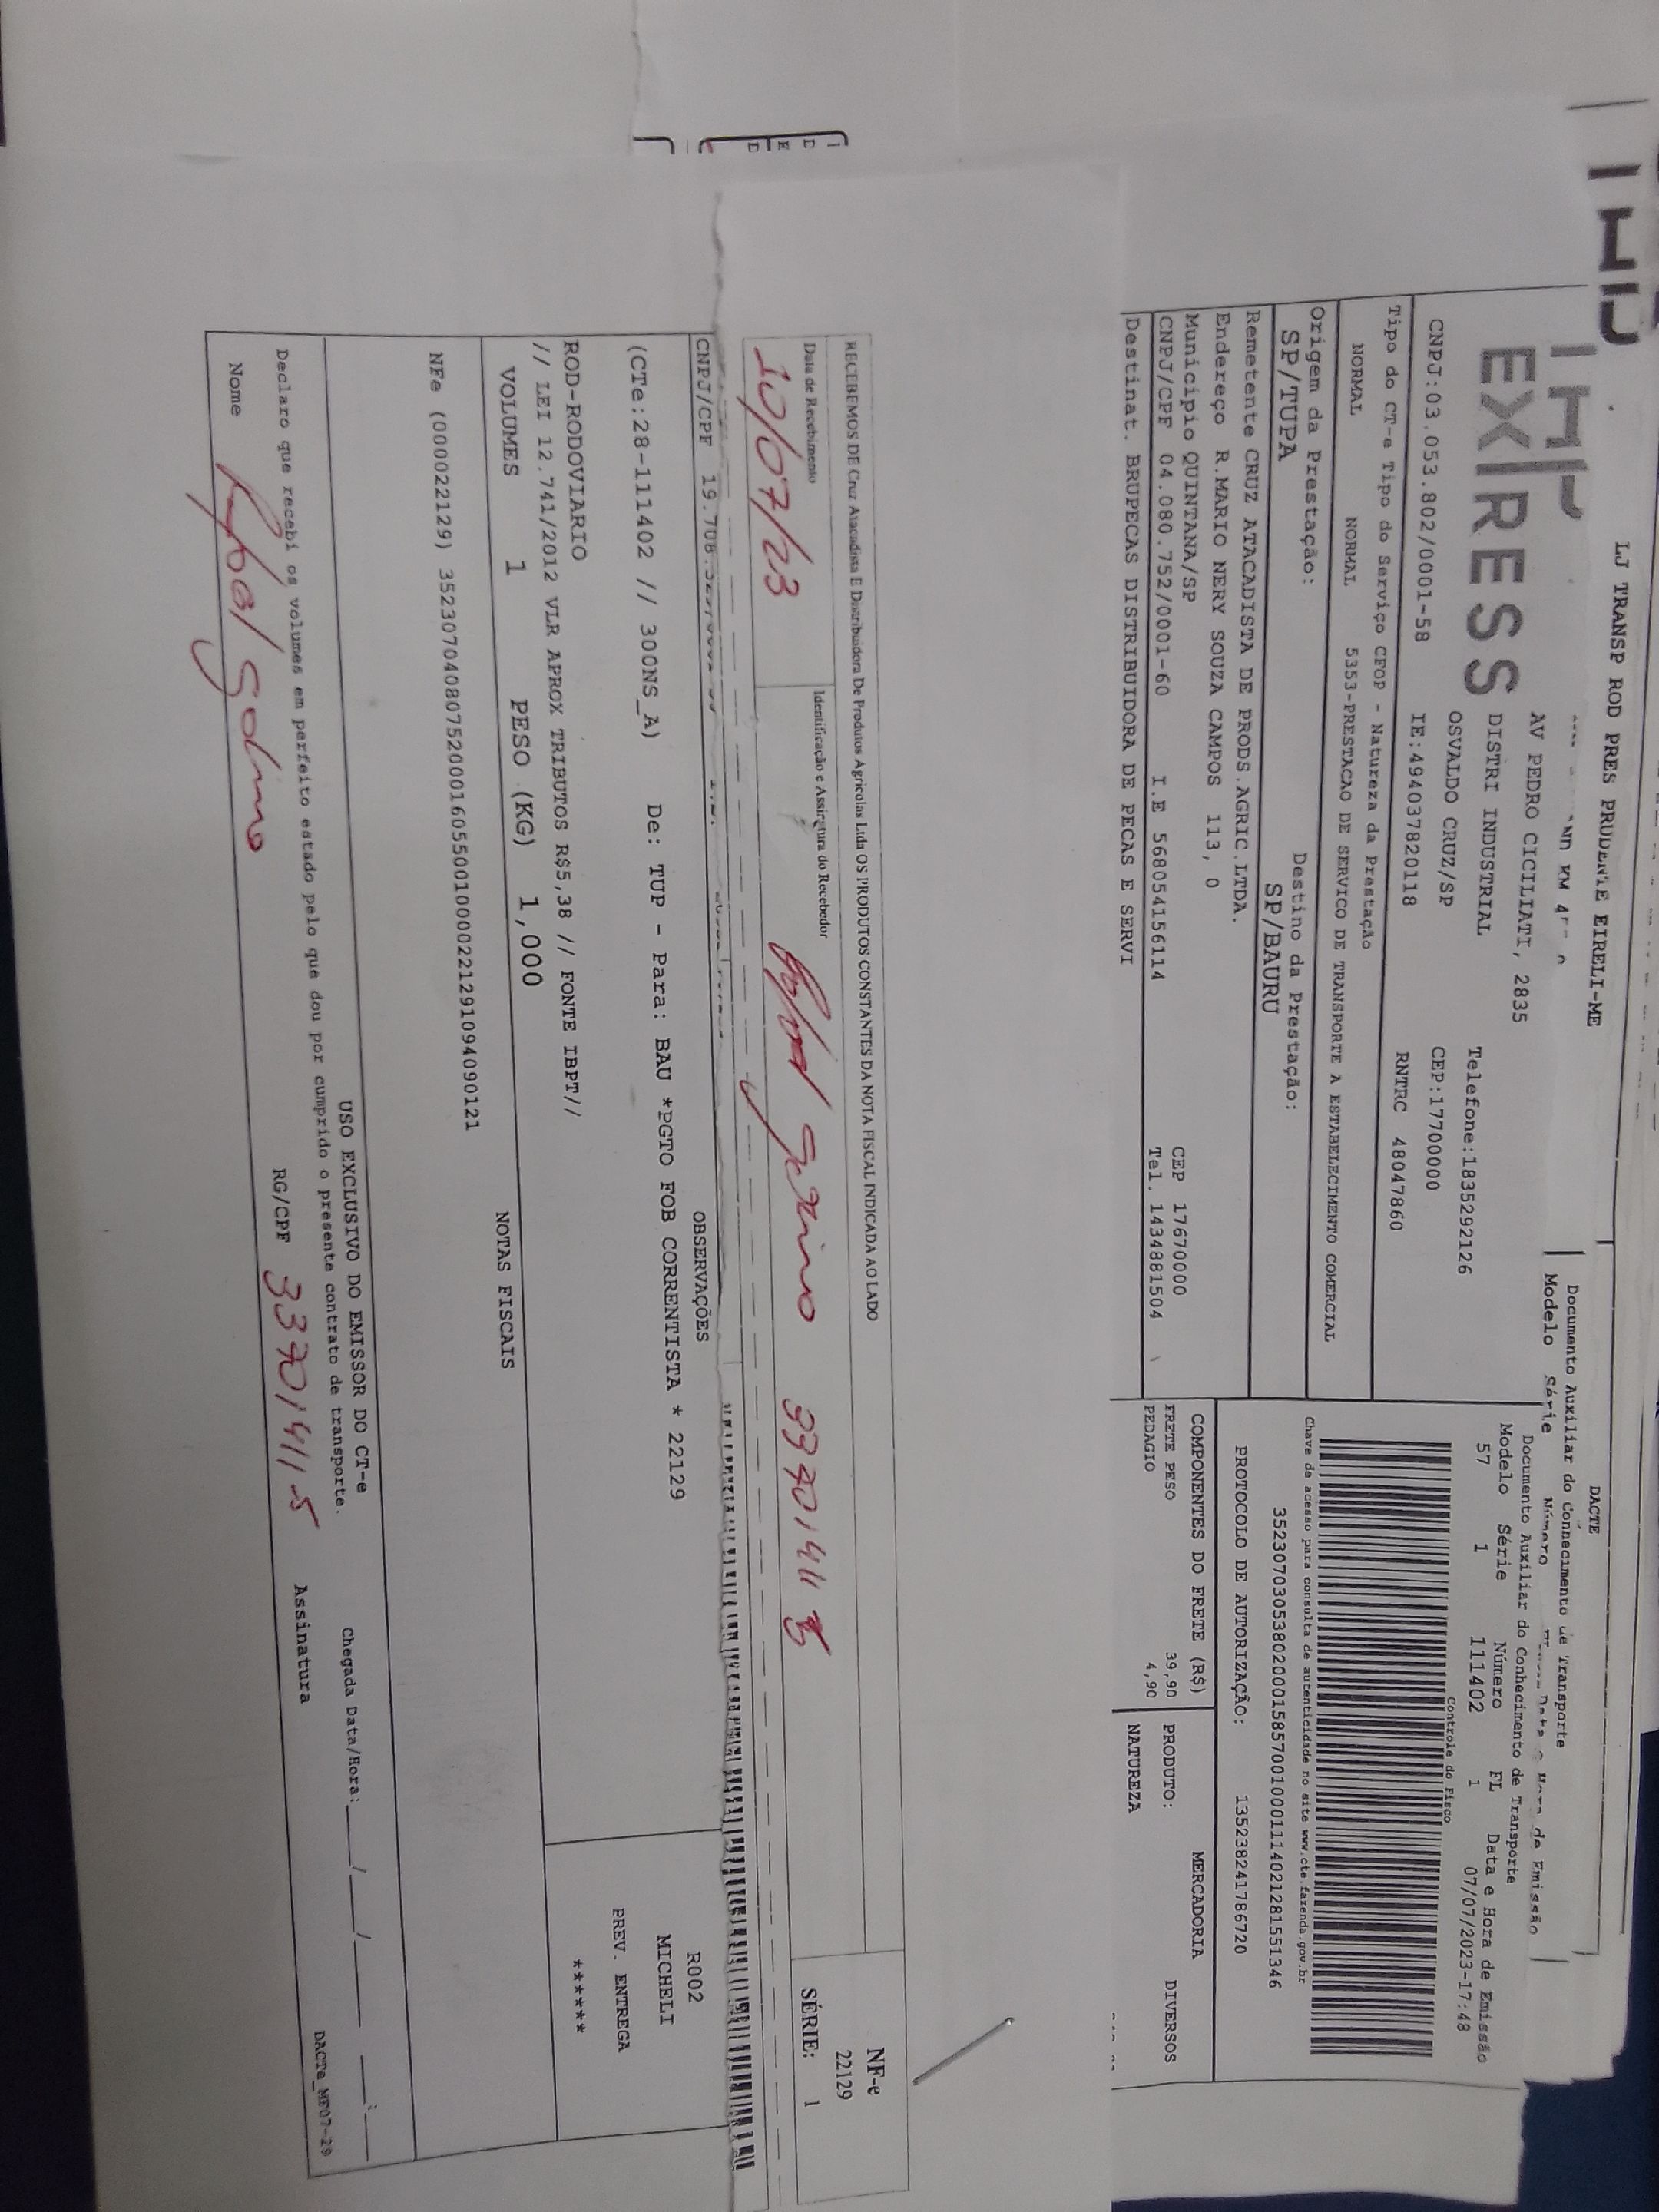 LJ TRANSP ROD PRES PRUDENTE EIRELI-ME
EXPRESS
AV PEDRO CICILIATI, 2835
DISTRI INDUSTRIAL
Telefone:1835292126
OSVALDO CRUZ/SP
CEP:17700000
CNPJ:03.053.802/0001-58
IE:494037820118
RNTRC 48047860
DACTE
Documento Auxiliar do Conhecimento de Transporte
Modelo Série Número
Documento Auxiliar do Conhecimento de Transporte
Modelo Série Número FL Data e Hora de Emissão
57 1 111402 1 07/07/2023-17:48
Controle do Fisco
Tipo do CT-e Tipo do Serviço CFOP - Natureza da Prestação
NORMAL NORMAL 5353-PRESTACAO DE SERVICO DE TRANSPORTE A ESTABELECIMENTO COMERCIAL
Chave de acesso para consulta de autenticidade no site www.cte.fazenda.gov.br
35230703053802000158570010001114021281551346
Origem da Prestação: Destino da Prestação:
SP/TUPA SP/BAURU
PROTOCOLO DE AUTORIZAÇÃO: 135238241786720
Remetente CRUZ ATACADISTA DE PRODS.AGRIC.LTDA.
Endereço R.MARIO NERY SOUZA CAMPOS 113, 0
Municipio QUINTANA/SP CEP 17670000
CNPJ/CPF 04.080.752/0001-60 I.E 568054156114 Tel. 1434881504
Destinat. BRUPECAS DISTRIBUIDORA DE PECAS E SERVI
COMPONENTES DO FRETE (R$)
FRETE PESO 39,90
PEDAGIO 4,90
MERCADORIA
PRODUTO: DIVERSOS
NATUREZA
RECEBEMOS DE Cruz Atacadista E Distribuidora De Produtos Agricolas Ltda OS PRODUTOS CONSTANTES DA NOTA FISCAL INDICADA AO LADO
NF-e
22129
SÉRIE: 1
Data de Recebimento Identificação e Assinatura do Recebedor
10/07/23
CNPJ/CPF 19.708
OBSERVAÇÕES
(CTe:28-111402 // 300NS_A) De: TUP - Para: BAU *PGTO FOB CORRENTISTA * 22129
R002
MICHELI
PREV. ENTREGA
******
ROD-RODOVIARIO
// LEI 12.741/2012 VLR APROX TRIBUTOS R$5,38 // FONTE IBPT//
VOLUMES 1 PESO (KG) 1,000
NOTAS FISCAIS
NFe (000022129) 35230704080752000160550010000221291094090121
USO EXCLUSIVO DO EMISSOR DO CT-e
Declaro que recebi os volumes em perfeito estado pelo que dou por cumprido o presente contrato de transporte.
Chegada Data/Hora:____/____/____ ____:____
Nome RG/CPF Assinatura
DACTe_MF07-29